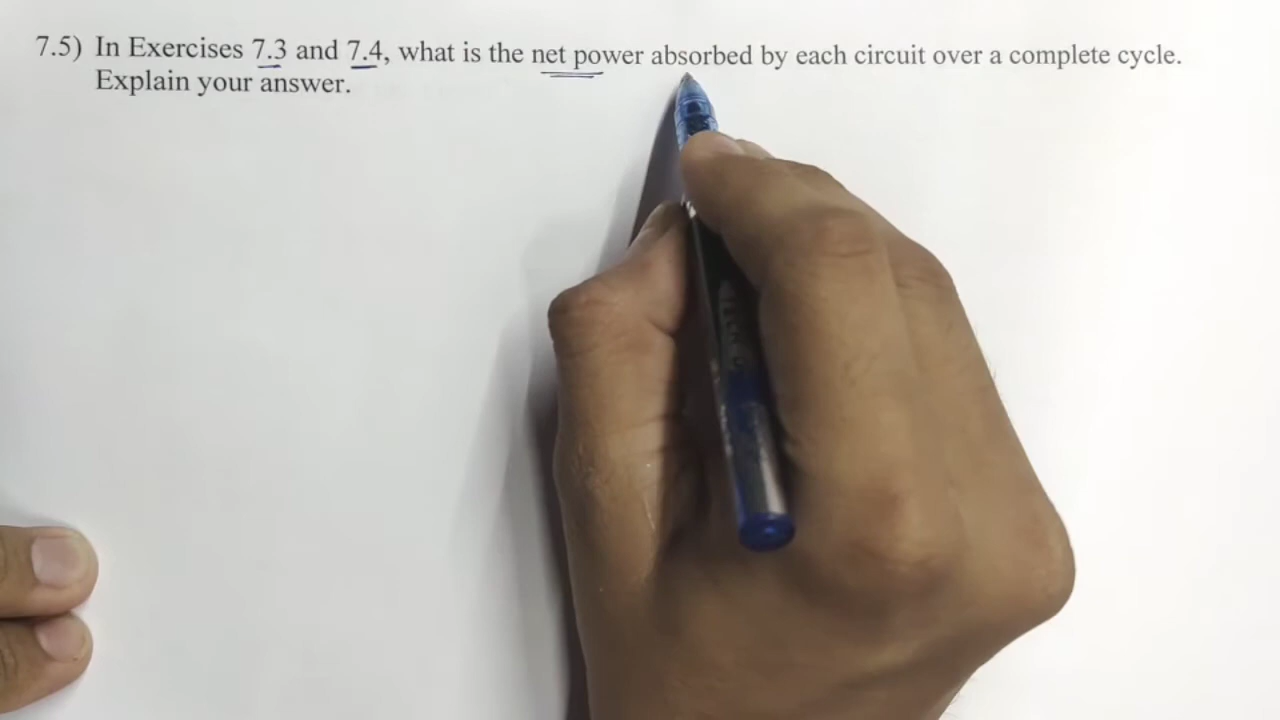 7.5) In Exercises 7.3 and 7.4, what is the net power absorbed by each circuit over a complete cycle.
Explain your answer.